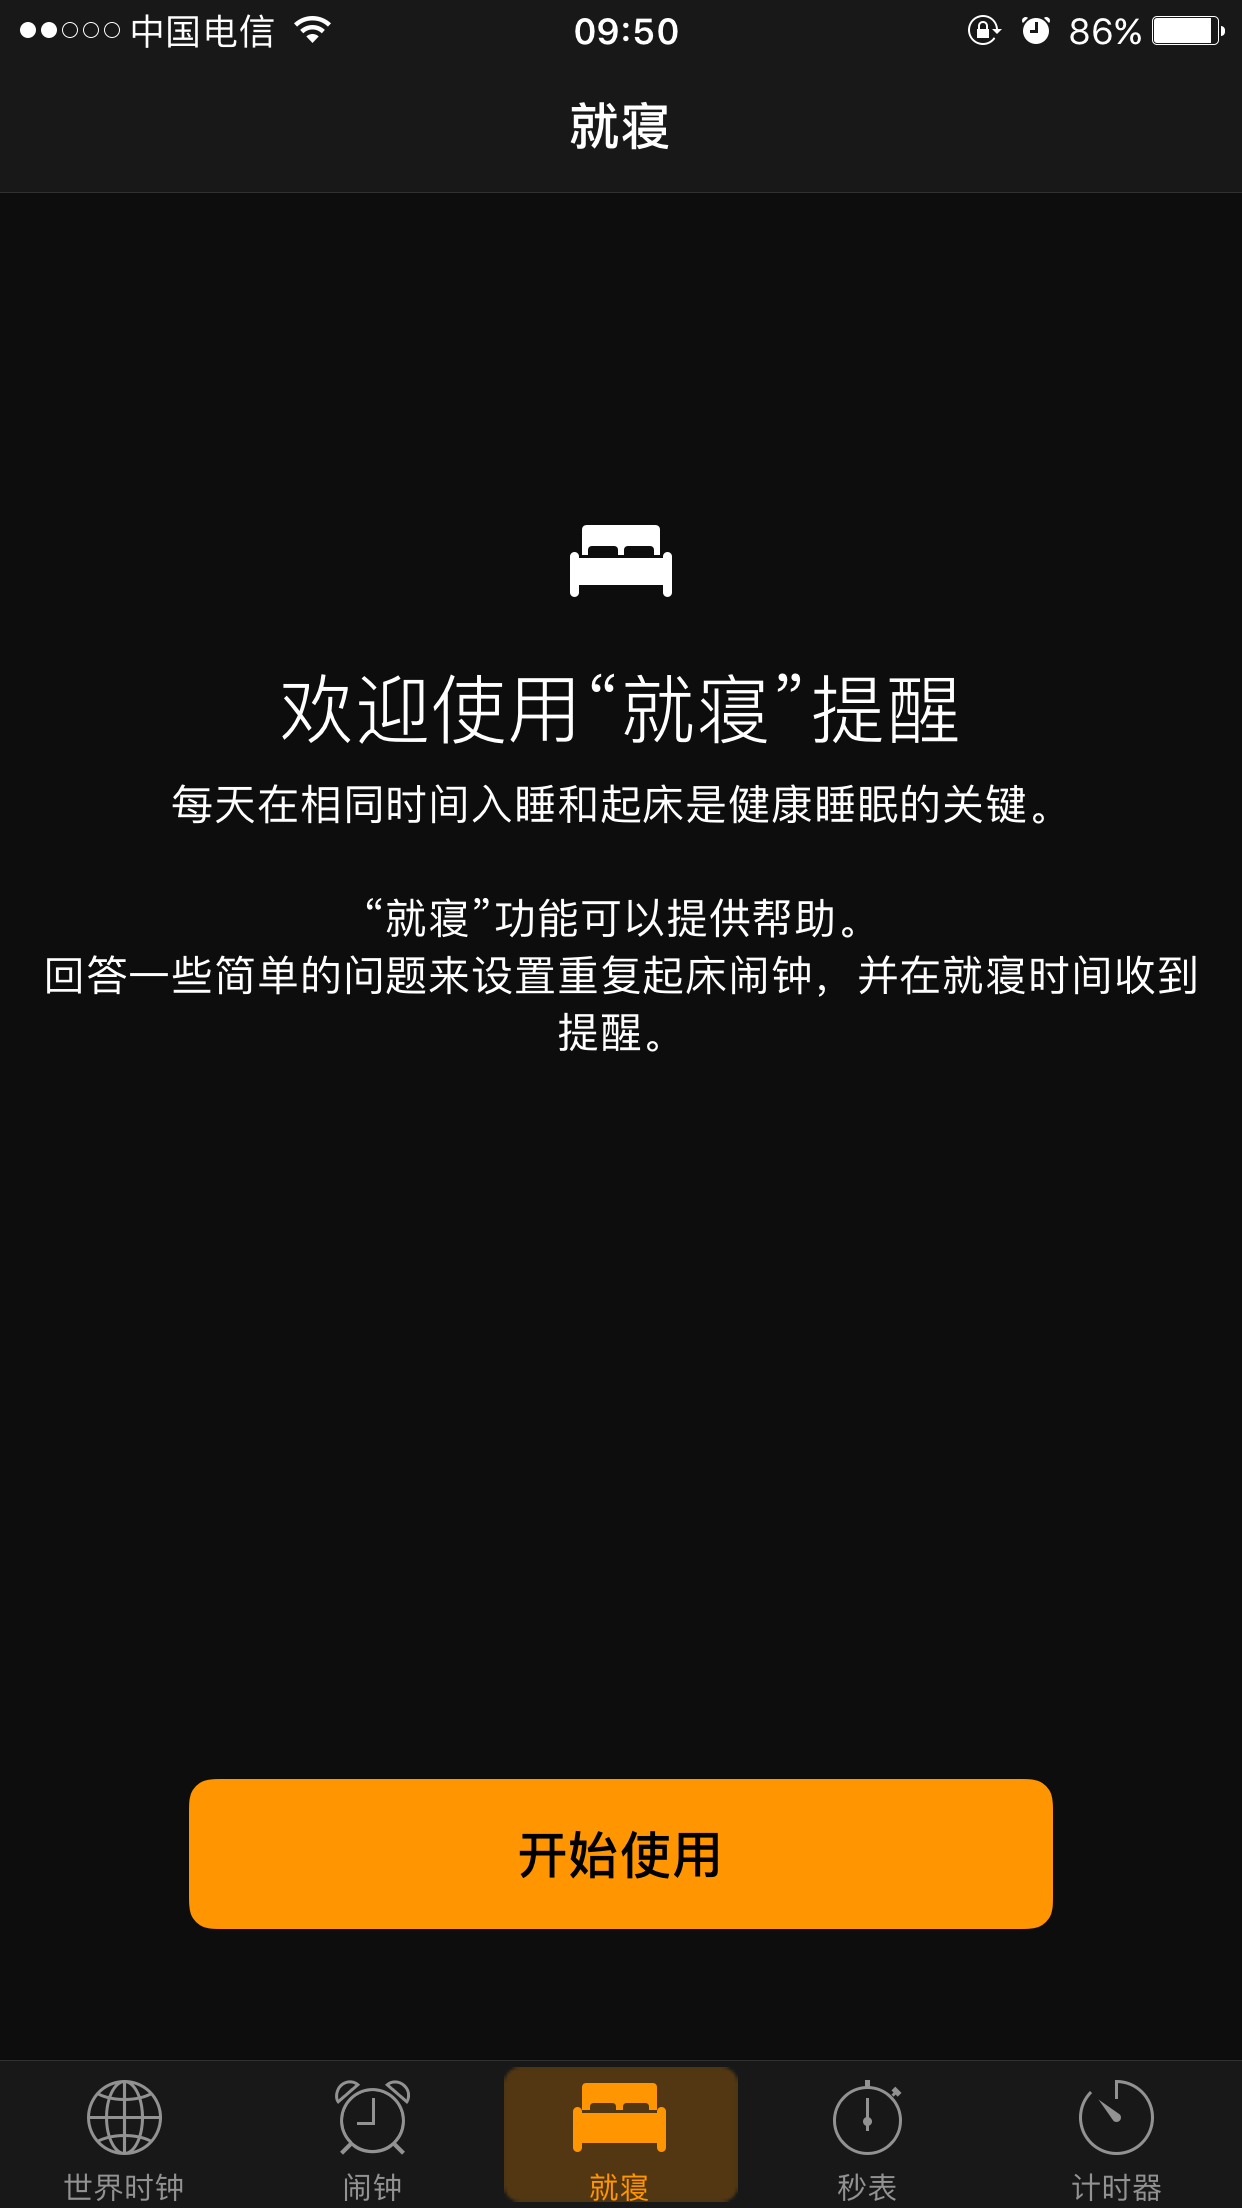 中国电信
09:50
86%
就寝
欢迎使用“就寝”提醒
每天在相同时间入睡和起床是健康睡眠的关键。
“就寝”功能可以提供帮助。
回答一些简单的问题来设置重复起床闹钟，并在就寝时间收到
提醒。
开始使用
世界时钟
闹钟
就寝
秒表
计时器